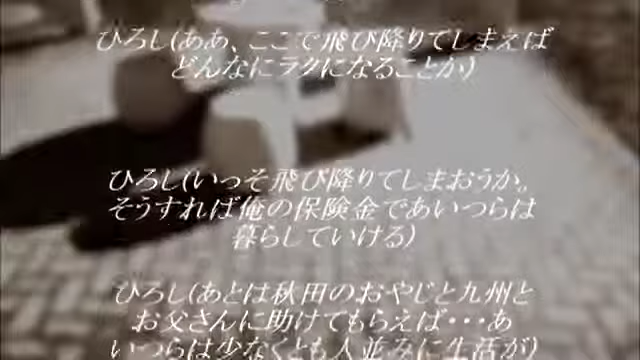 ひろし(ああ、ここで飛び降りてしまえば
どんなにラクになることか)
ひろし(いっそ飛び降りてしまおうか。
そうすれば俺の保険金であいつらは
暮らしていける)
ひろし(あとは秋田のおやじと九州と
お父さんに助けてもらえば・・・あ
いつらは少なくとも人並みに生活が)